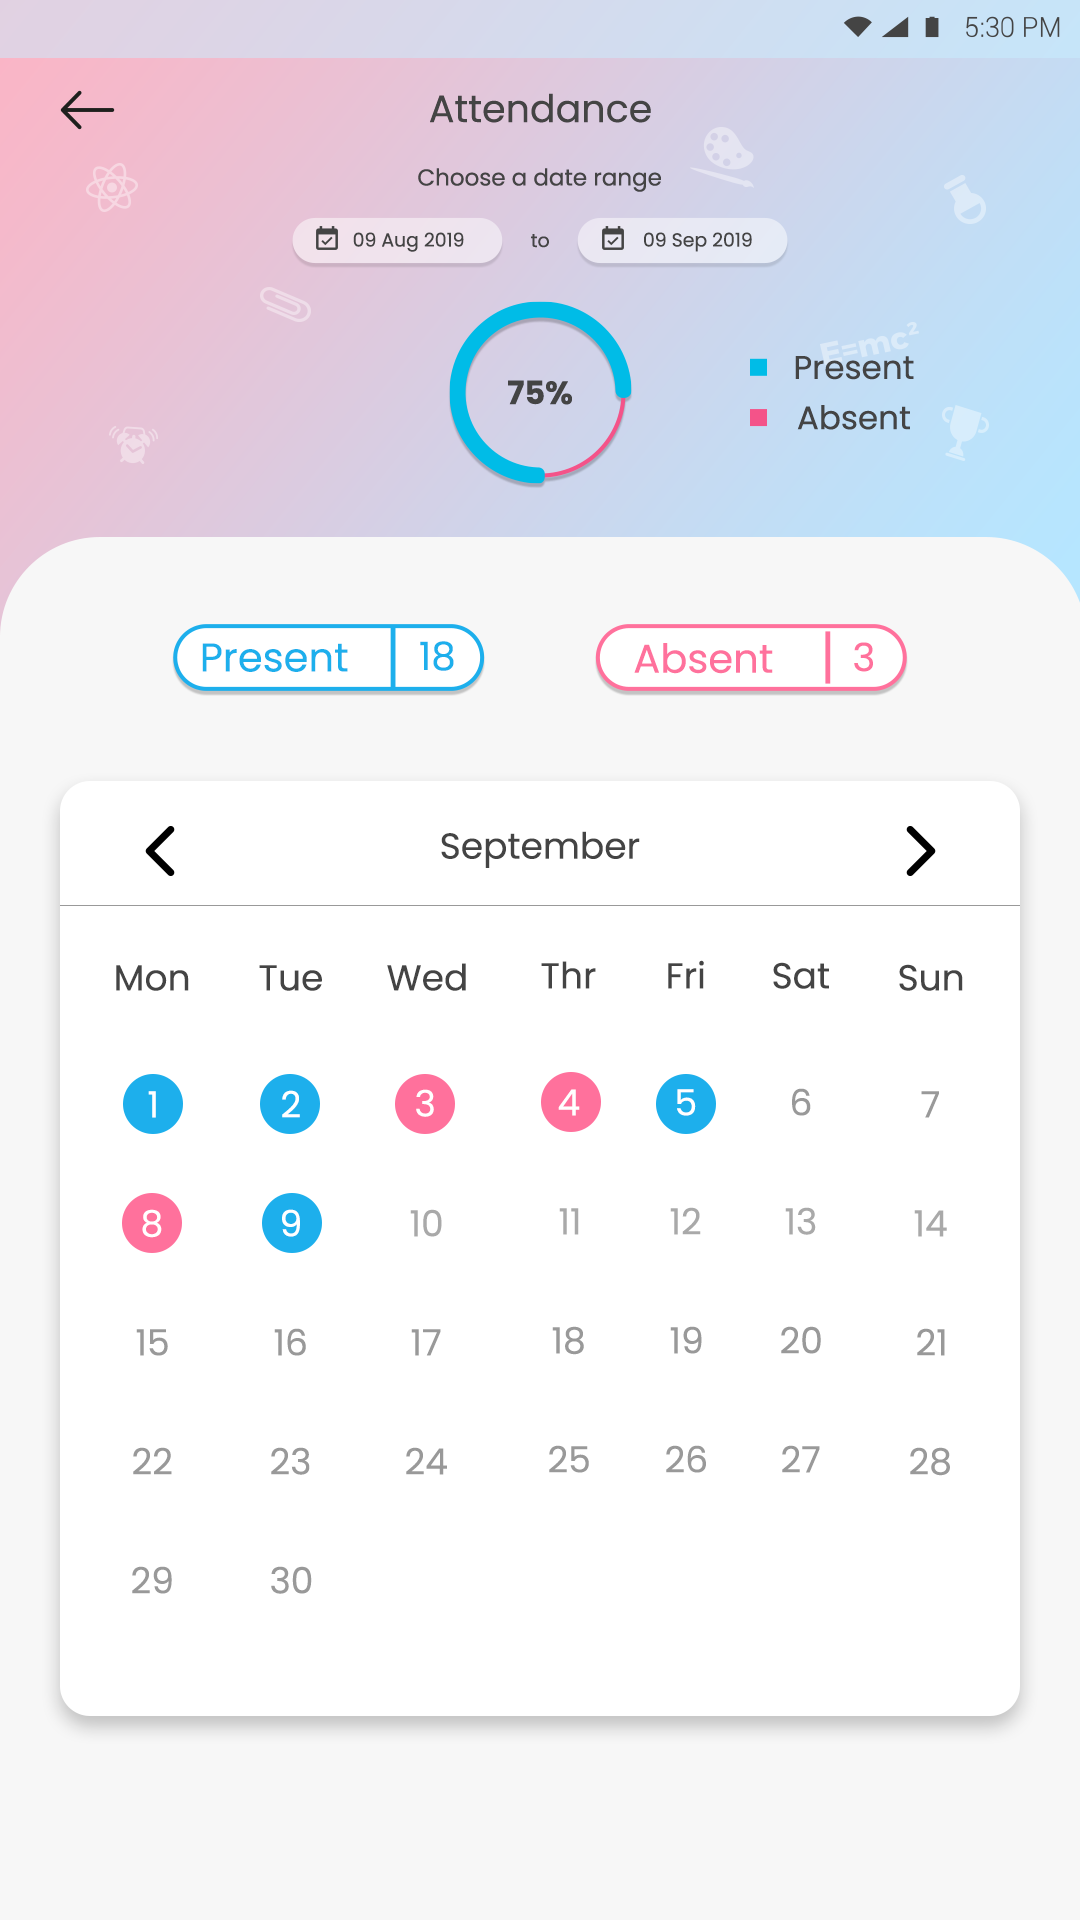 5:30 PM
Attendance
Choose a date range
09 Aug 2019 to 09 Sep 2019
E=mc²
75%
Present
Absent
Present 18 Absent 3
September
Mon Tue Wed Thr Fri Sat Sun
1 2 3 4 5 6 7
8 9 10 11 12 13 14
15 16 17 18 19 20 21
22 23 24 25 26 27 28
29 30